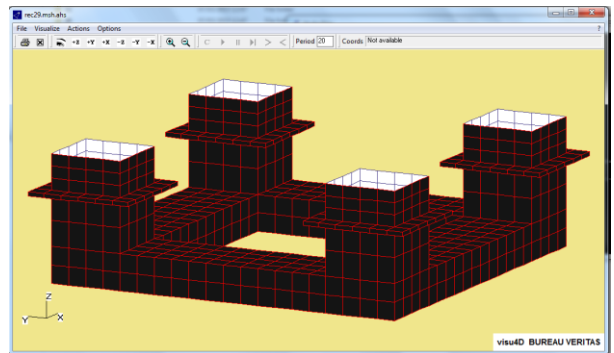 rec29.msh.ahs
File Visualize Actions Options ?
+Z +Y +X -Z -Y -X C Period 20 Coords Not available
Z
Y X
visu4D BUREAU VERITAS